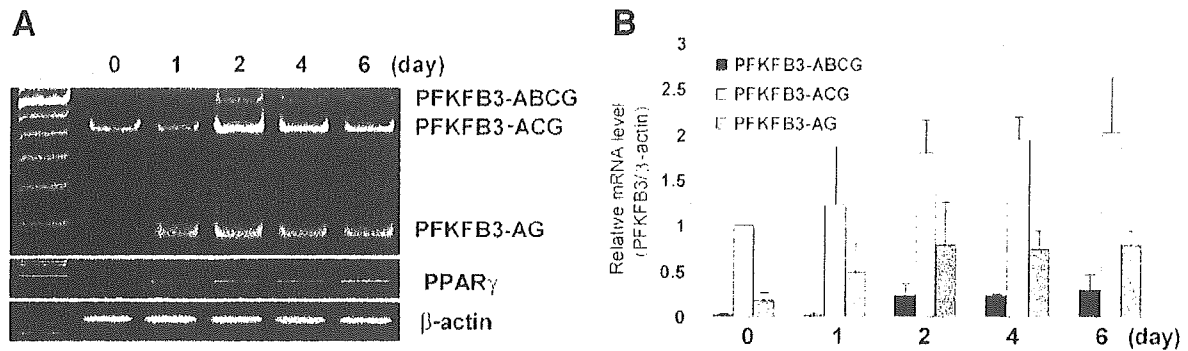 A
0 1 2 4 6 (day)
PFKFB3-ABCG
PFKFB3-ACG
PFKFB3-AG
PPARγ
β-actin
B
Relative mRNA level
(PFKFB3/β-actin)
3
2.5
2
1.5
1
0.5
0
PFKFB3-ABCG
PFKFB3-ACG
PFKFB3-AG
0 1 2 4 6 (day)